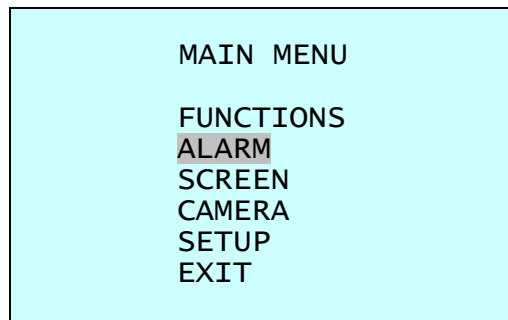 MAIN MENU
FUNCTIONS
ALARM
SCREEN
CAMERA
SETUP
EXIT